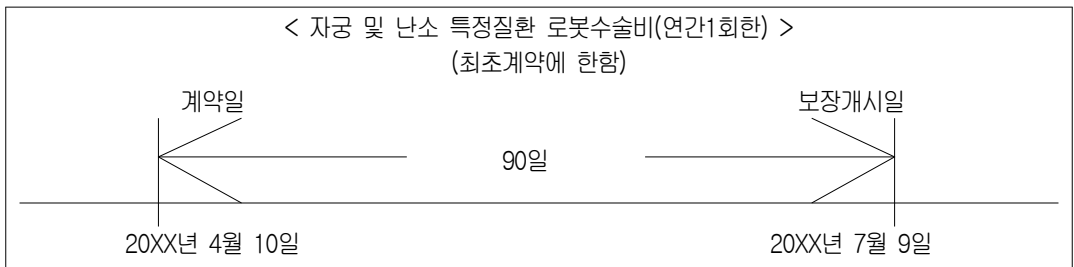 < 자궁 및 난소 특정질환 로봇수술비(연간1회한) >
(최초계약에 한함)
계약일 보장개시일
90일
20XX년 4월 10일 20XX년 7월 9일